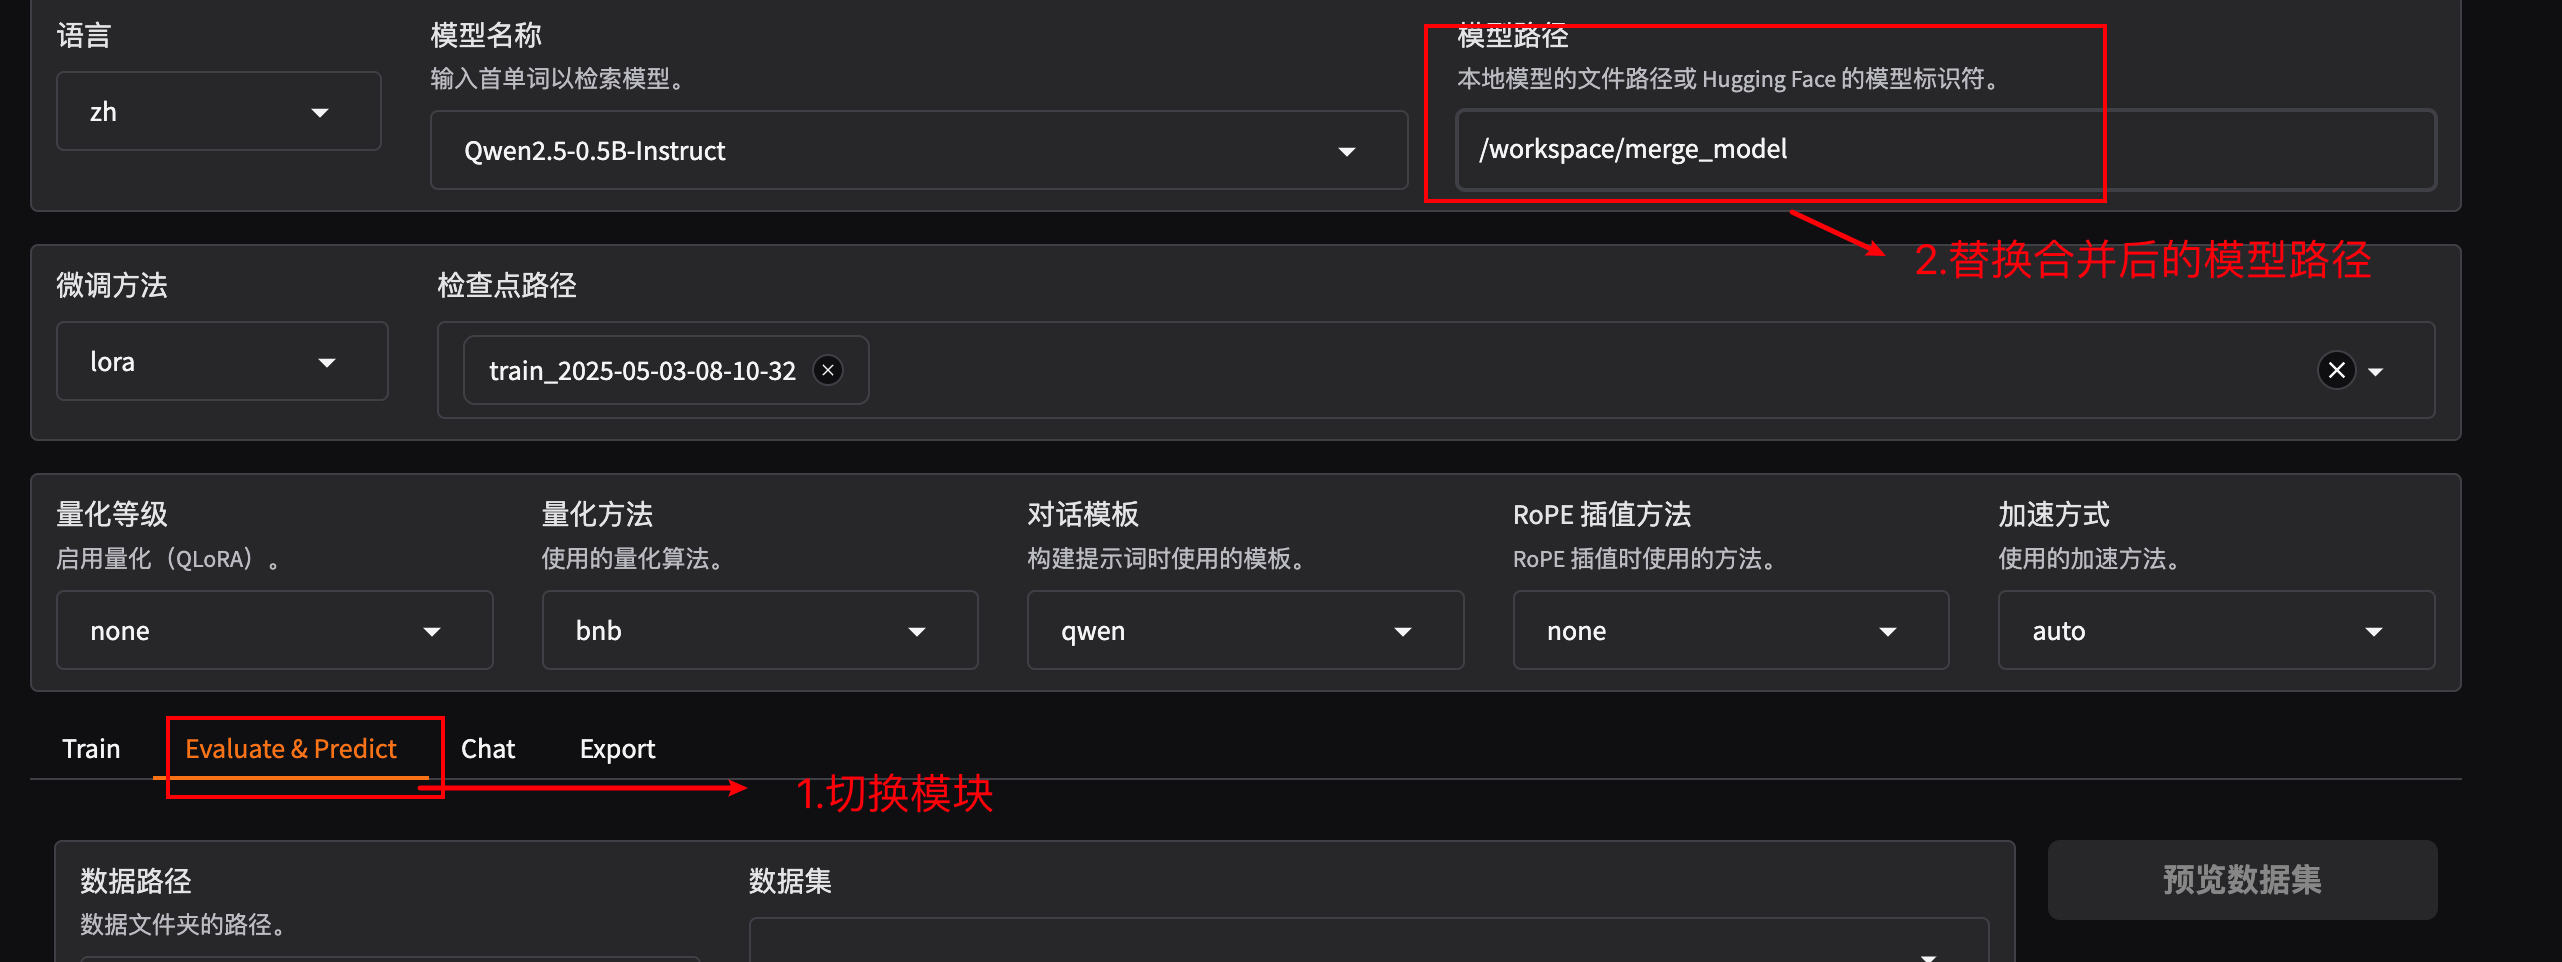 语言
zh
模型名称
输入首单词以检索模型。
Qwen2.5-0.5B-Instruct
模型路径
本地模型的文件路径或 Hugging Face 的模型标识符。
/workspace/merge_model
2.替换合并后的模型路径
微调方法
lora
检查点路径
train_2025-05-03-08-10-32
量化等级
启用量化（QLoRA）。
none
量化方法
使用的量化算法。
bnb
对话模板
构建提示词时使用的模板。
qwen
RoPE 插值方法
RoPE 插值时使用的方法。
none
加速方式
使用的加速方法。
auto
Train
Evaluate & Predict
Chat
Export
1.切换模块
数据路径
数据文件夹的路径。
数据集
预览数据集